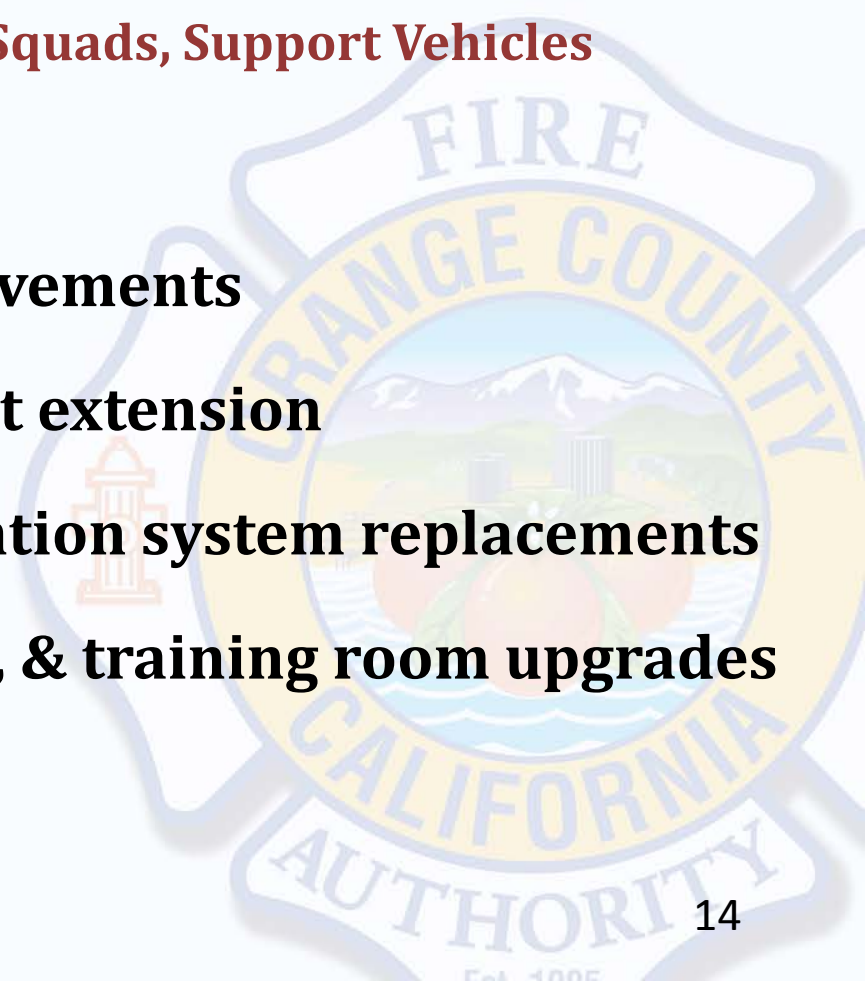 Squads, Support Vehicles
FIRE
ORANGE COUNTY
vements
t extension
ation system replacements
, & training room upgrades
CALIFORNIA
AUTHORITY
14